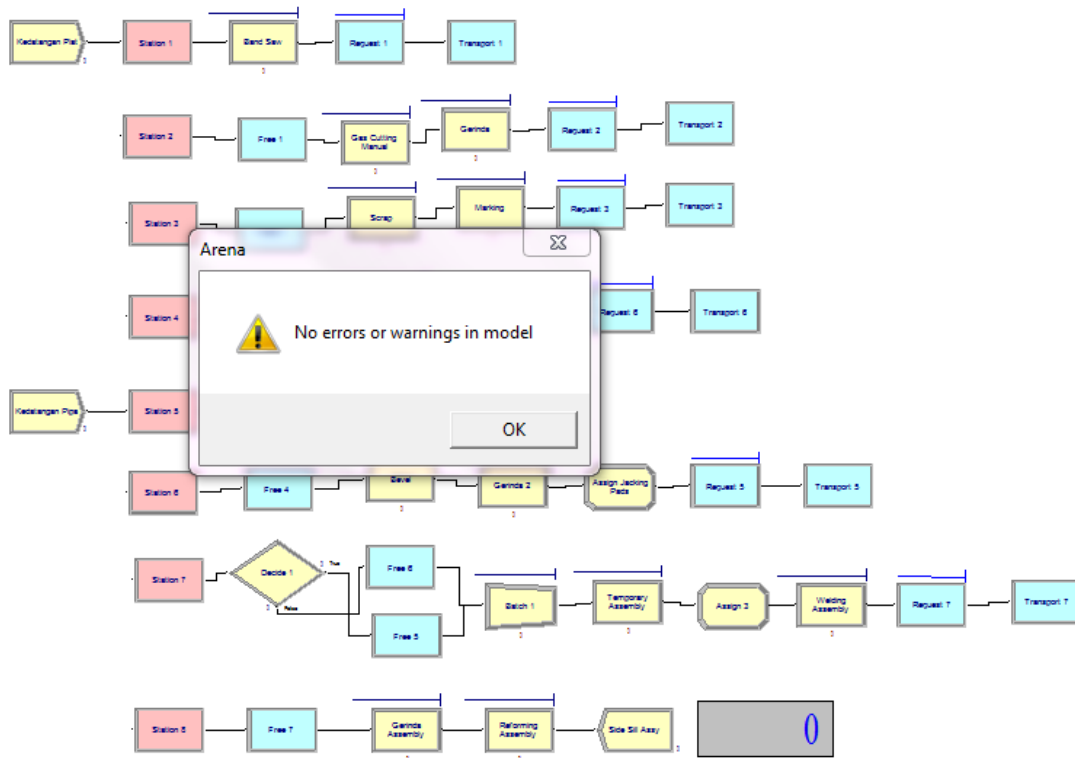 Kedatangan Plat
Station 1
Band Saw
Request 1
Transport 1
Station 2
Free 1
Gas Cutting
Manual
Gerinda
Request 2
Transport 2
Station 3
Scrap
Marking
Request 3
Transport 3
Arena
No errors or warnings in model
OK
Station 4
Request 6
Transport 6
Kedatangan Pipa
Station 5
Station 6
Free 4
Bevel
Gerinda 2
Assign Jacking
Pads
Request 5
Transport 5
Station 7
Decide 1
True
False
Free 6
Free 5
Batch 1
Temporary
Assembly
Assign 3
Welding
Assembly
Request 7
Transport 7
Station 8
Free 7
Gerinda
Assembly
Reforming
Assembly
Side Sill Assy
0